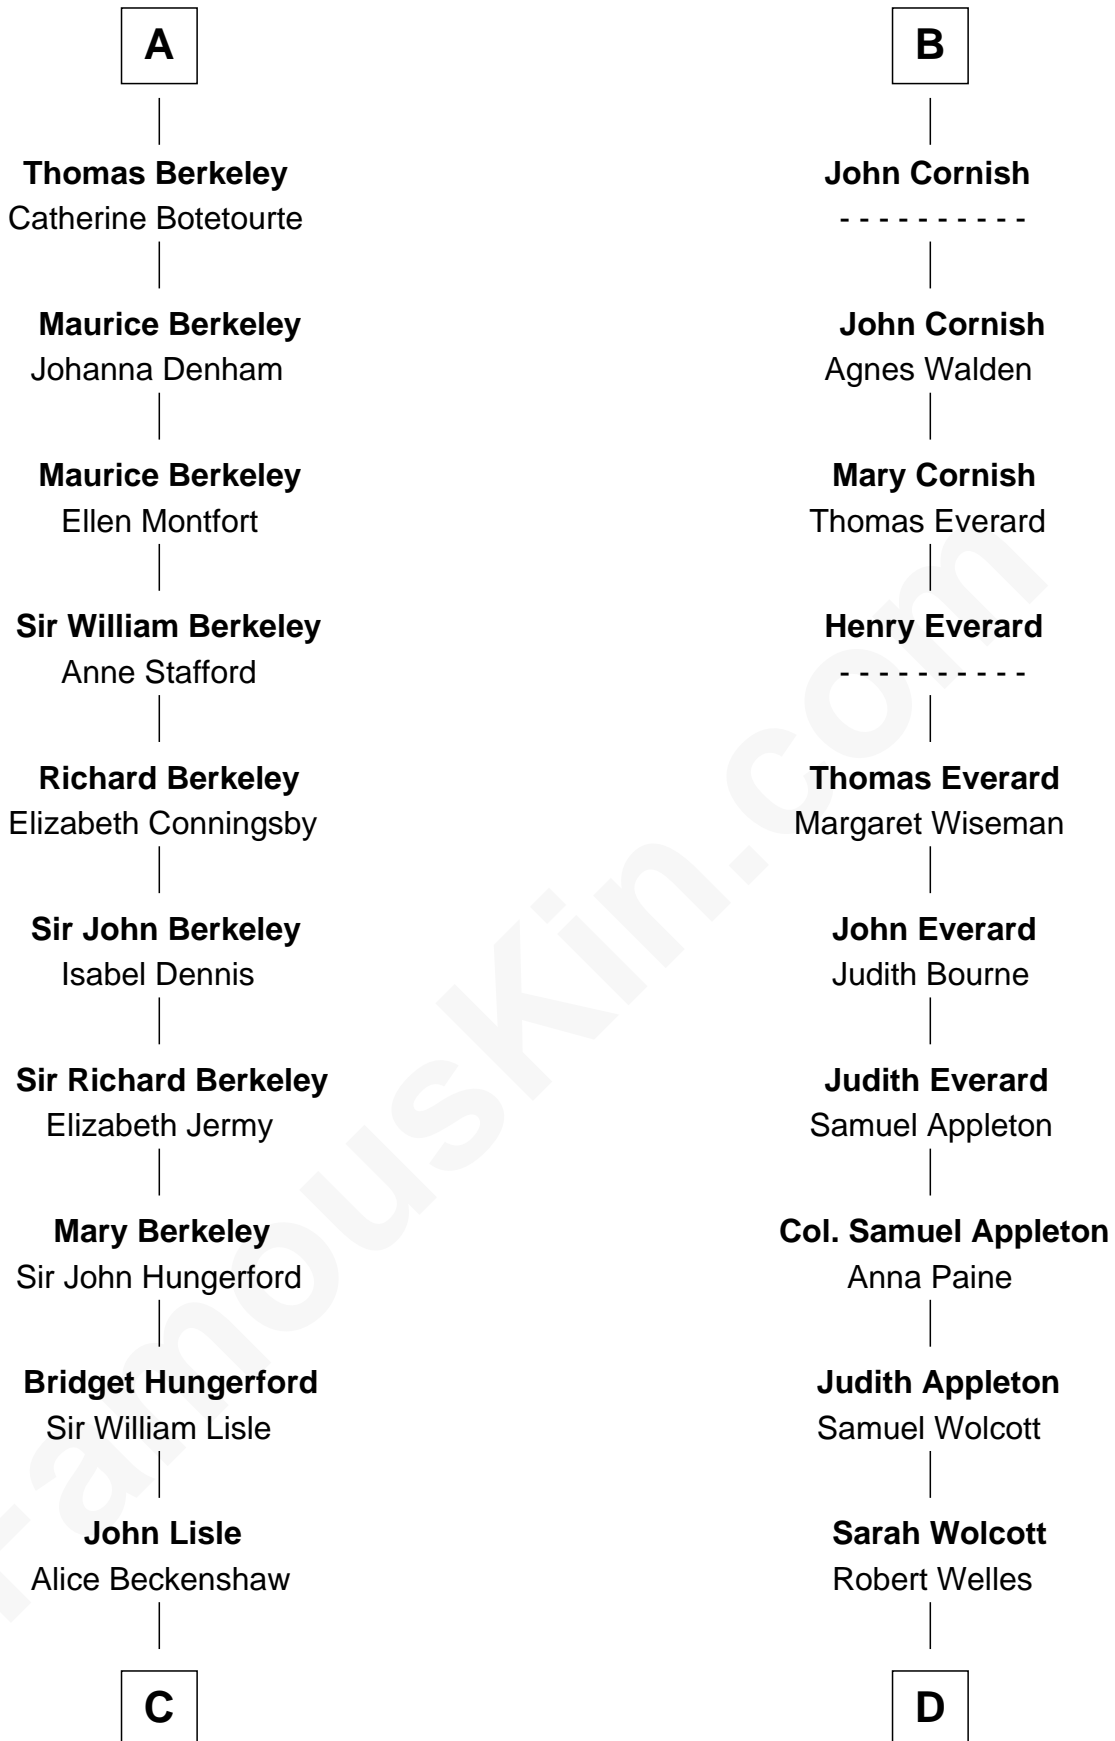 A
Thomas Berkeley
Catherine Botetourte
Maurice Berkeley
Johanna Denham
Maurice Berkeley
Ellen Montfort
Sir William Berkeley
Anne Stafford
Richard Berkeley
Elizabeth Conningsby
Sir John Berkeley
Isabel Dennis
Sir Richard Berkeley
Elizabeth Jermy
Mary Berkeley
Sir John Hungerford
Bridget Hungerford
Sir William Lisle
John Lisle
Alice Beckenshaw
C
B
John Cornish
- - - - - - - - - -
John Cornish
Agnes Walden
Mary Cornish
Thomas Everard
Henry Everard
- - - - - - - - - -
Thomas Everard
Margaret Wiseman
John Everard
Judith Bourne
Judith Everard
Samuel Appleton
Col. Samuel Appleton
Anna Paine
Judith Appleton
Samuel Wolcott
Sarah Wolcott
Robert Welles
D
FamousKin.com